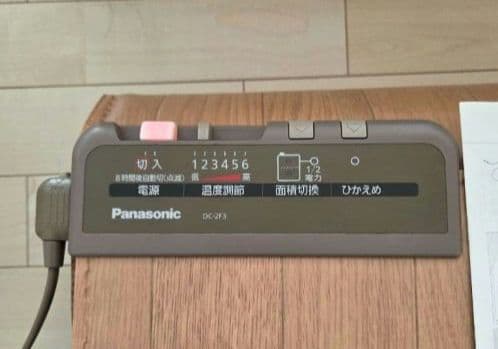 切 入
8時間後自動切(点滅)
電源
1 2 3 4 5 6
低 高
温度調節
1/2
電力
面積切換
ひかえめ
Panasonic
DC-2F3